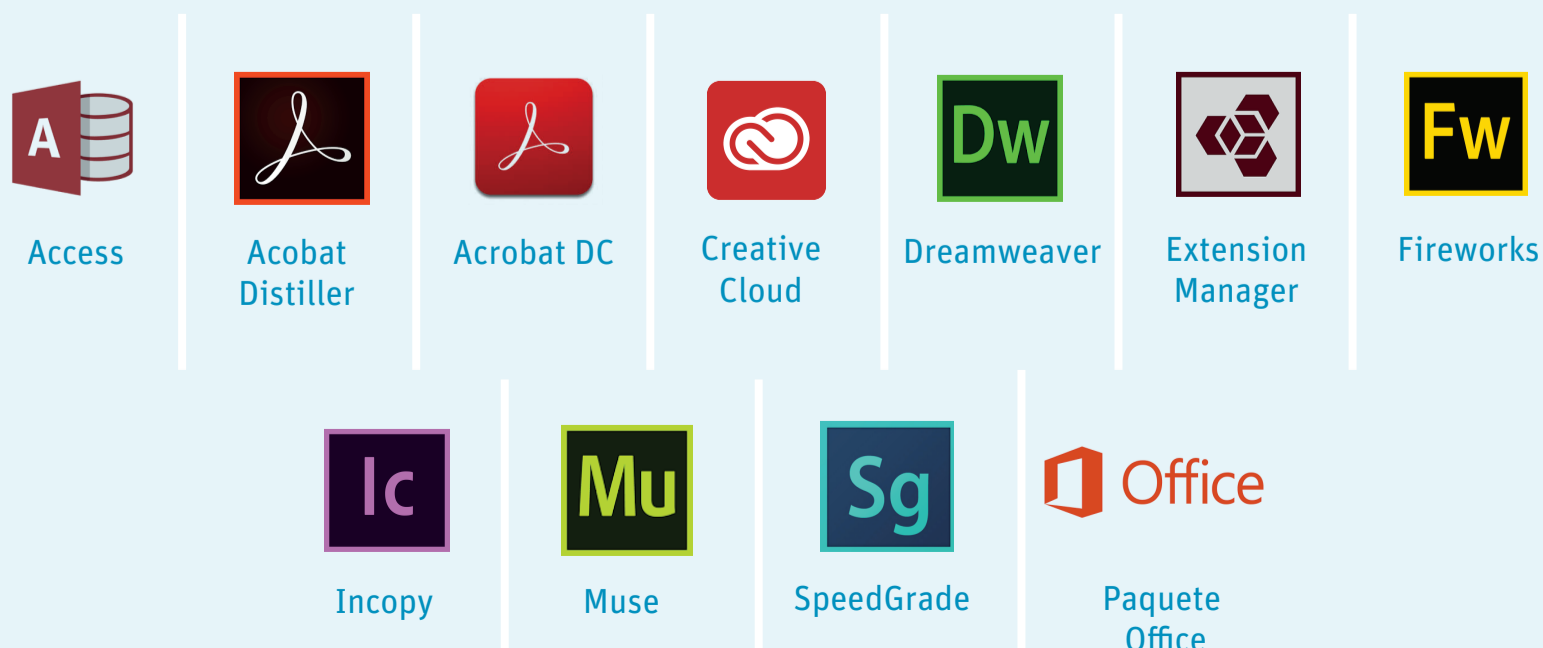 A
Dw
Fw
Access
Acobat
Distiller
Acrobat DC
Creative
Cloud
Dreamweaver
Extension
Manager
Fireworks
Ic
Mu
Sg
Office
Incopy
Muse
SpeedGrade
Paquete
Office